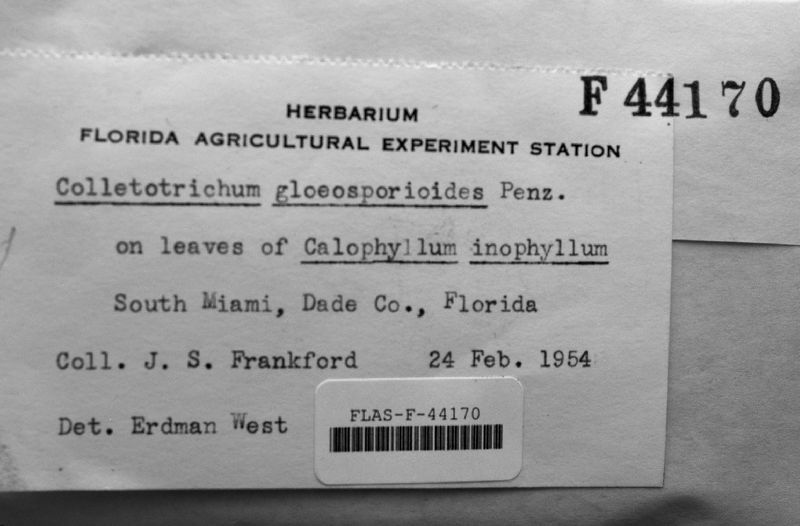 F 44170
HERBARIUM
FLORIDA AGRICULTURAL EXPERIMENT STATION
Colletotrichum gloeosporioides Penz.
on leaves of Calophyllum inophyllum
South Miami, Dade Co., Florida
Coll. J. S. Frankford 24 Feb. 1954
Det. Erdman West
FLAS-F-44170